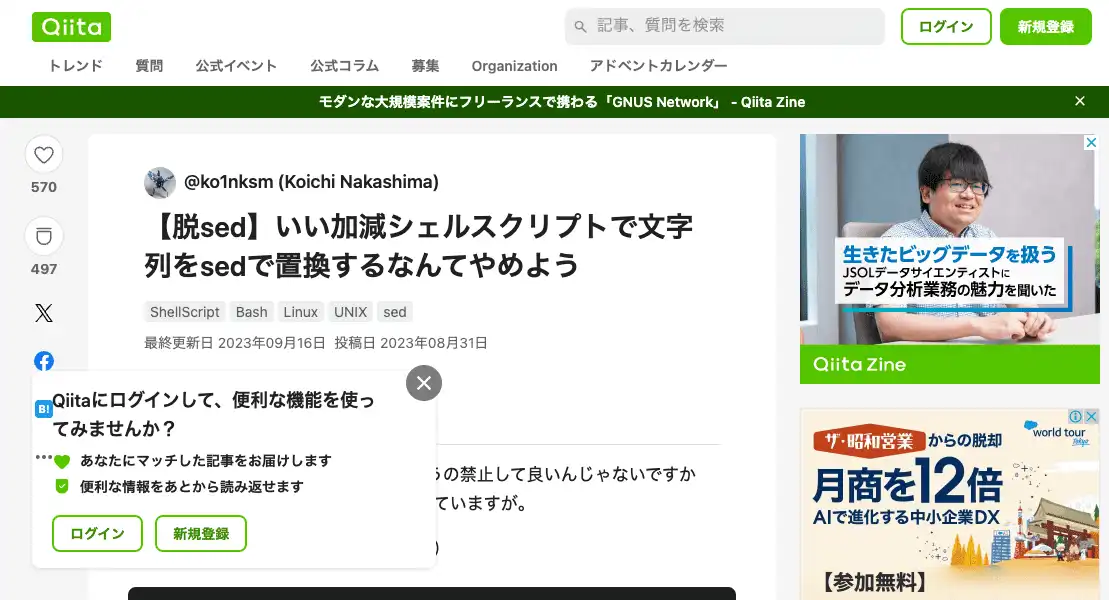 Qiita
記事、質問を検索
ログイン
新規登録
トレンド 質問 公式イベント 公式コラム 募集 Organization アドベントカレンダー
モダンな大規模案件にフリーランスで携わる「GNUS Network」 - Qiita Zine
570
497
@ko1nksm (Koichi Nakashima)
【脱sed】いい加減シェルスクリプトで文字
列をsedで置換するなんてやめよう
ShellScript Bash Linux UNIX sed
最終更新日 2023年09月16日 投稿日 2023年08月31日
B!
Qiitaにログインして、便利な機能を使っ
てみませんか？
あなたにマッチした記事をお届けします
便利な情報をあとから読み返せます
ログイン 新規登録
の禁止して良いんじゃないですか
ていますが。
)
生きたビッグデータを扱う
JSOLデータサイエンティストに
データ分析業務の魅力を聞いた
Qiita Zine
ザ・昭和営業からの脱却
world tour
Tokyo
月商を12倍
AIで進化する中小企業DX
【参加無料】